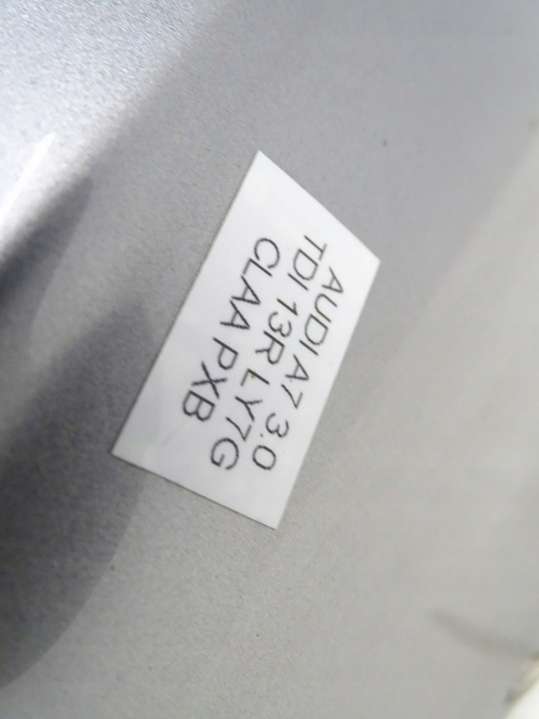 AUDI A7 3.0
TDI 13R LY7G
CLAA PXB